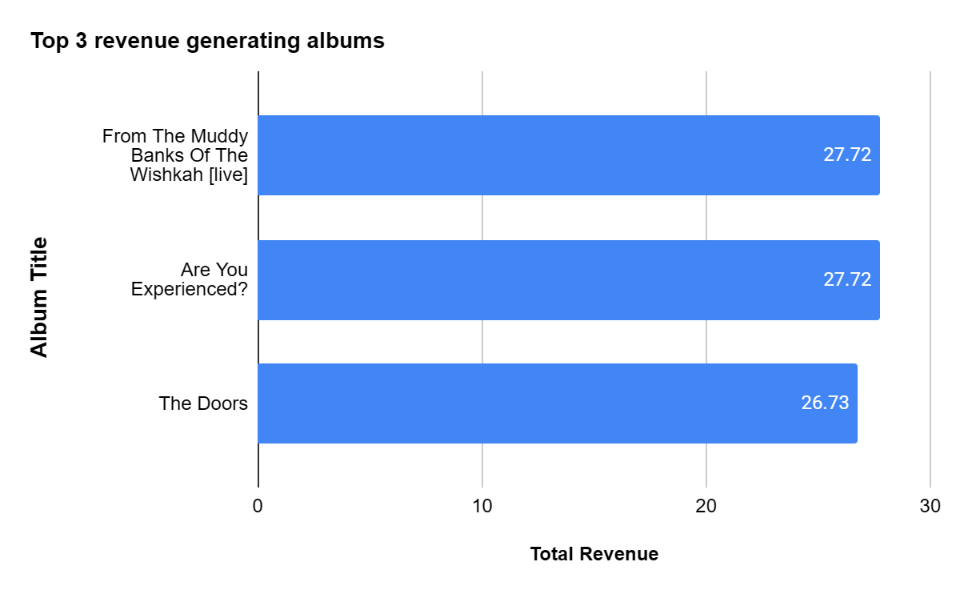 Top 3 revenue generating albums
Album Title
From The Muddy
Banks Of The
Wishkah [live]
27.72
Are You
Experienced?
27.72
The Doors
26.73
0
10
20
30
Total Revenue